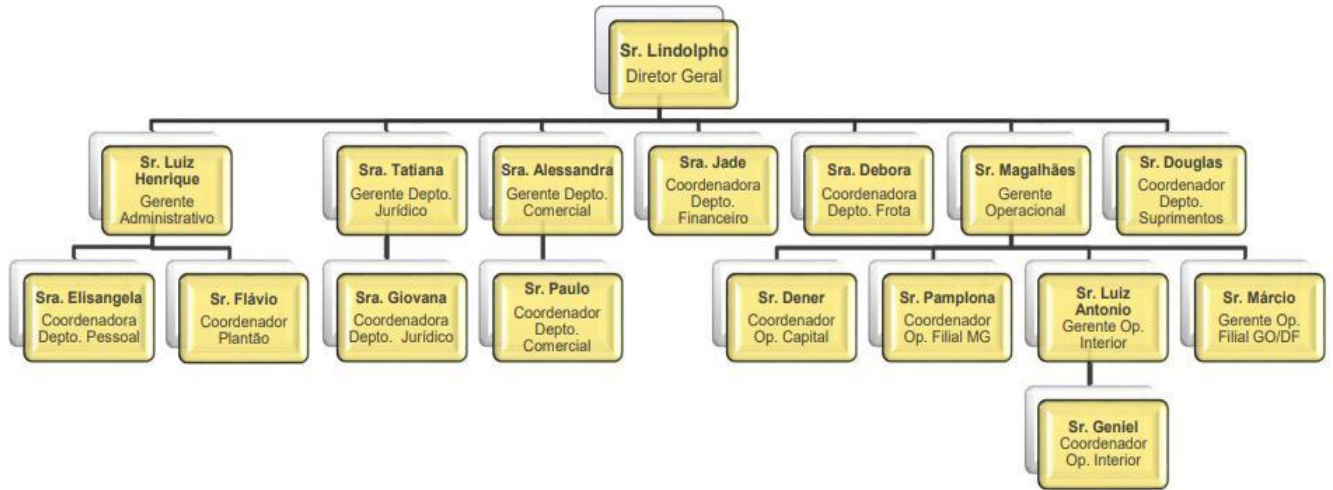 Sr. Lindolpho
Diretor Geral
Sr. Luiz
Henrique
Gerente
Administrativo
Sra. Tatiana
Gerente Depto.
Jurídico
Sra. Alessandra
Gerente Depto.
Comercial
Sra. Jade
Coordenadora
Depto.
Financeiro
Sra. Debora
Coordenadora
Depto. Frota
Sr. Magalhães
Gerente
Operacional
Sr. Douglas
Coordenador
Depto.
Suprimentos
Sra. Elisangela
Coordenadora
Depto. Pessoal
Sr. Flávio
Coordenador
Plantão
Sra. Giovana
Coordenadora
Depto. Jurídico
Sr. Paulo
Coordenador
Depto.
Comercial
Sr. Dener
Coordenador
Op. Capital
Sr. Pamplona
Coordenador
Op. Filial MG
Sr. Luiz
Antonio
Gerente Op.
Interior
Sr. Márcio
Gerente Op.
Filial GO/DF
Sr. Geniel
Coordenador
Op. Interior